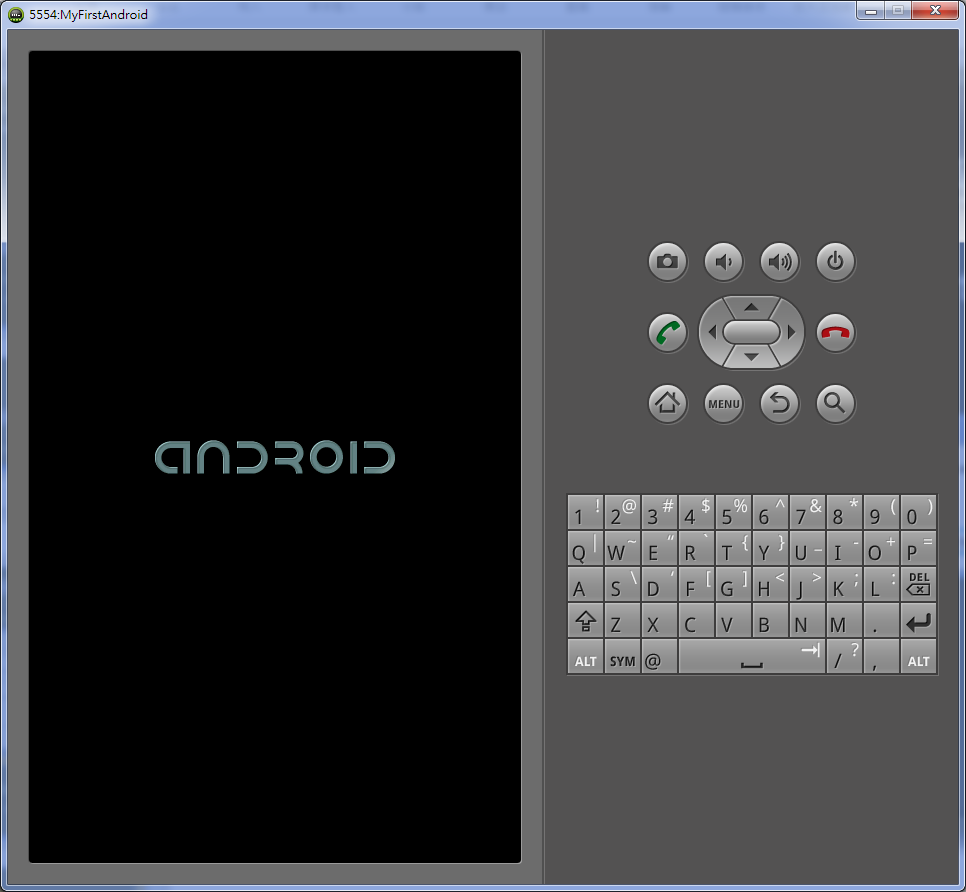 5554:MyFirstAndroid
ANDROID
MENU
1 ! 2 @ 3 # 4 $ 5 % 6 ^ 7 & 8 * 9 ( 0 )
Q | W ~ E “ R ` T { Y } U _ I - O + P =
A S \ D ‘ F [ G ] H < J > K ; L : DEL
Z X C V B N M .
ALT SYM @ / ? , ALT